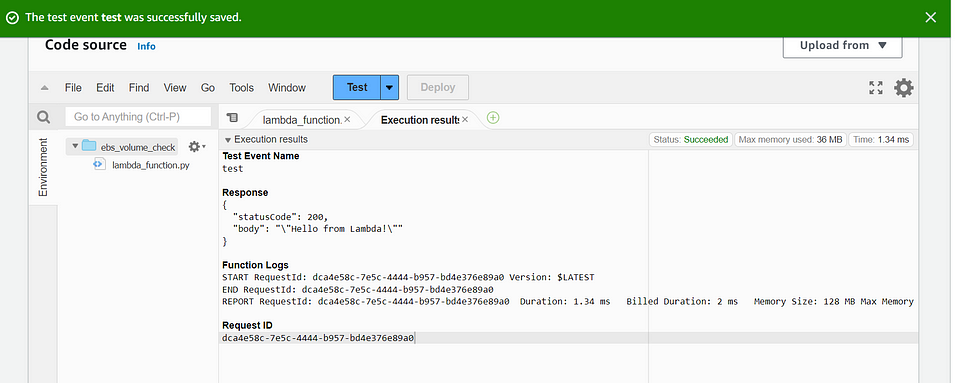 The test event test was successfully saved.
Code source Info
Upload from
File Edit Find View Go Tools Window Test Deploy
Go to Anything (Ctrl-P)
lambda_function.
Execution results
Environment
ebs_volume_check
lambda_function.py
Execution results
Status: Succeeded Max memory used: 36 MB Time: 1.34 ms
Test Event Name
test
Response
{
"statusCode": 200,
"body": "\"Hello from Lambda!\""
}
Function Logs
START RequestId: dca4e58c-7e5c-4444-b957-bd4e376e89a0 Version: $LATEST
END RequestId: dca4e58c-7e5c-4444-b957-bd4e376e89a0
REPORT RequestId: dca4e58c-7e5c-4444-b957-bd4e376e89a0 Duration: 1.34 ms Billed Duration: 2 ms Memory Size: 128 MB Max Memory
Request ID
dca4e58c-7e5c-4444-b957-bd4e376e89a0